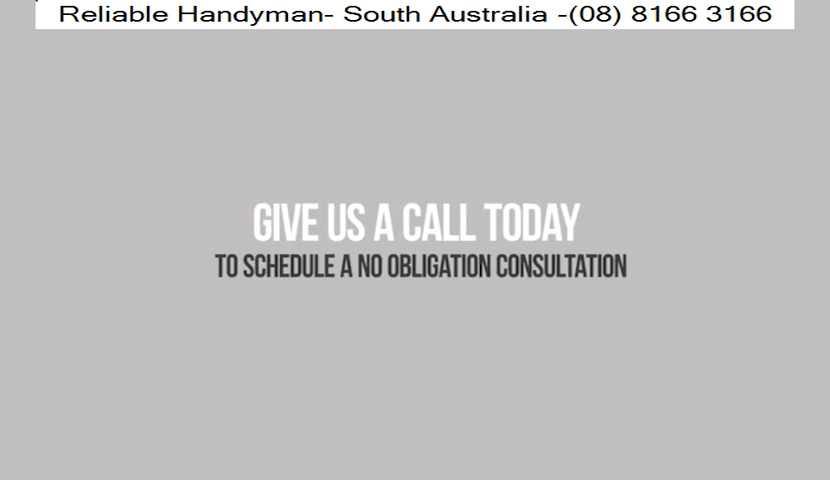 Reliable Handyman- South Australia -(08) 8166 3166
GIVE US A CALL TODAY
TO SCHEDULE A NO OBLIGATION CONSULTATION